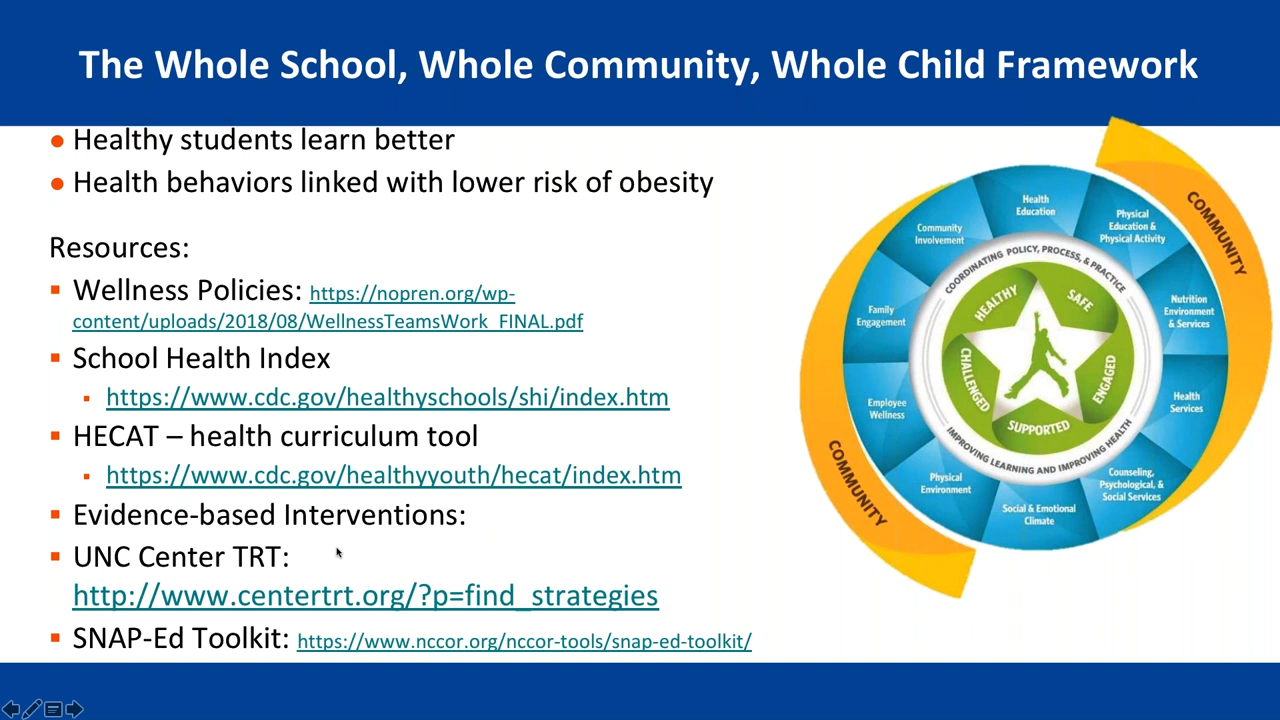 The Whole School, Whole Community, Whole Child Framework
Healthy students learn better
Health behaviors linked with lower risk of obesity
Resources:
Wellness Policies: https://nopren.org/wp-
content/uploads/2018/08/WellnessTeamsWork_FINAL.pdf
School Health Index
https://www.cdc.gov/healthyschools/shi/index.htm
HECAT – health curriculum tool
https://www.cdc.gov/healthyyouth/hecat/index.htm
Evidence-based Interventions:
UNC Center TRT:
http://www.centertrt.org/?p=find_strategies
SNAP-Ed Toolkit: https://www.nccor.org/nccor-tools/snap-ed-toolkit/
COMMUNITY
Health
Education
Physical
Education &
Physical Activity
Nutrition
Environment
& Services
Health
Services
Counseling,
Psychological, &
Social Services
Social & Emotional
Climate
Physical
Environment
Employee
Wellness
Family
Engagement
Community
Involvement
COORDINATING POLICY, PROCESS, & PRACTICE
IMPROVING LEARNING AND IMPROVING HEALTH
HEALTHY
SAFE
ENGAGED
SUPPORTED
CHALLENGED
COMMUNITY